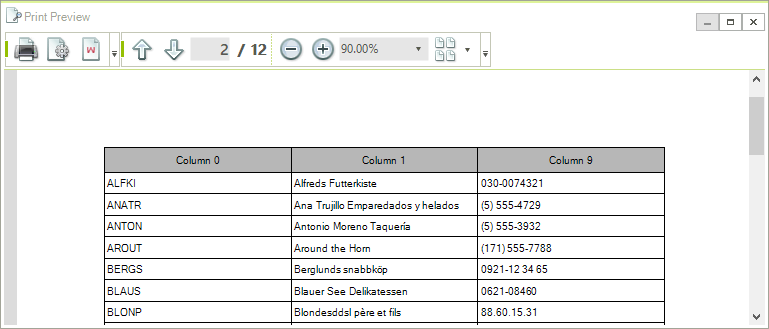 Print Preview
W 2 / 12 90.00%
Column 0 Column 1 Column 9
ALFKI Alfreds Futterkiste 030-0074321
ANATR Ana Trujillo Emparedados y helados (5) 555-4729
ANTON Antonio Moreno Taquería (5) 555-3932
AROUT Around the Horn (171) 555-7788
BERGS Berglunds snabbköp 0921-12 34 65
BLAUS Blauer See Delikatessen 0621-08460
BLONP Blondesddsl père et fils 88.60.15.31